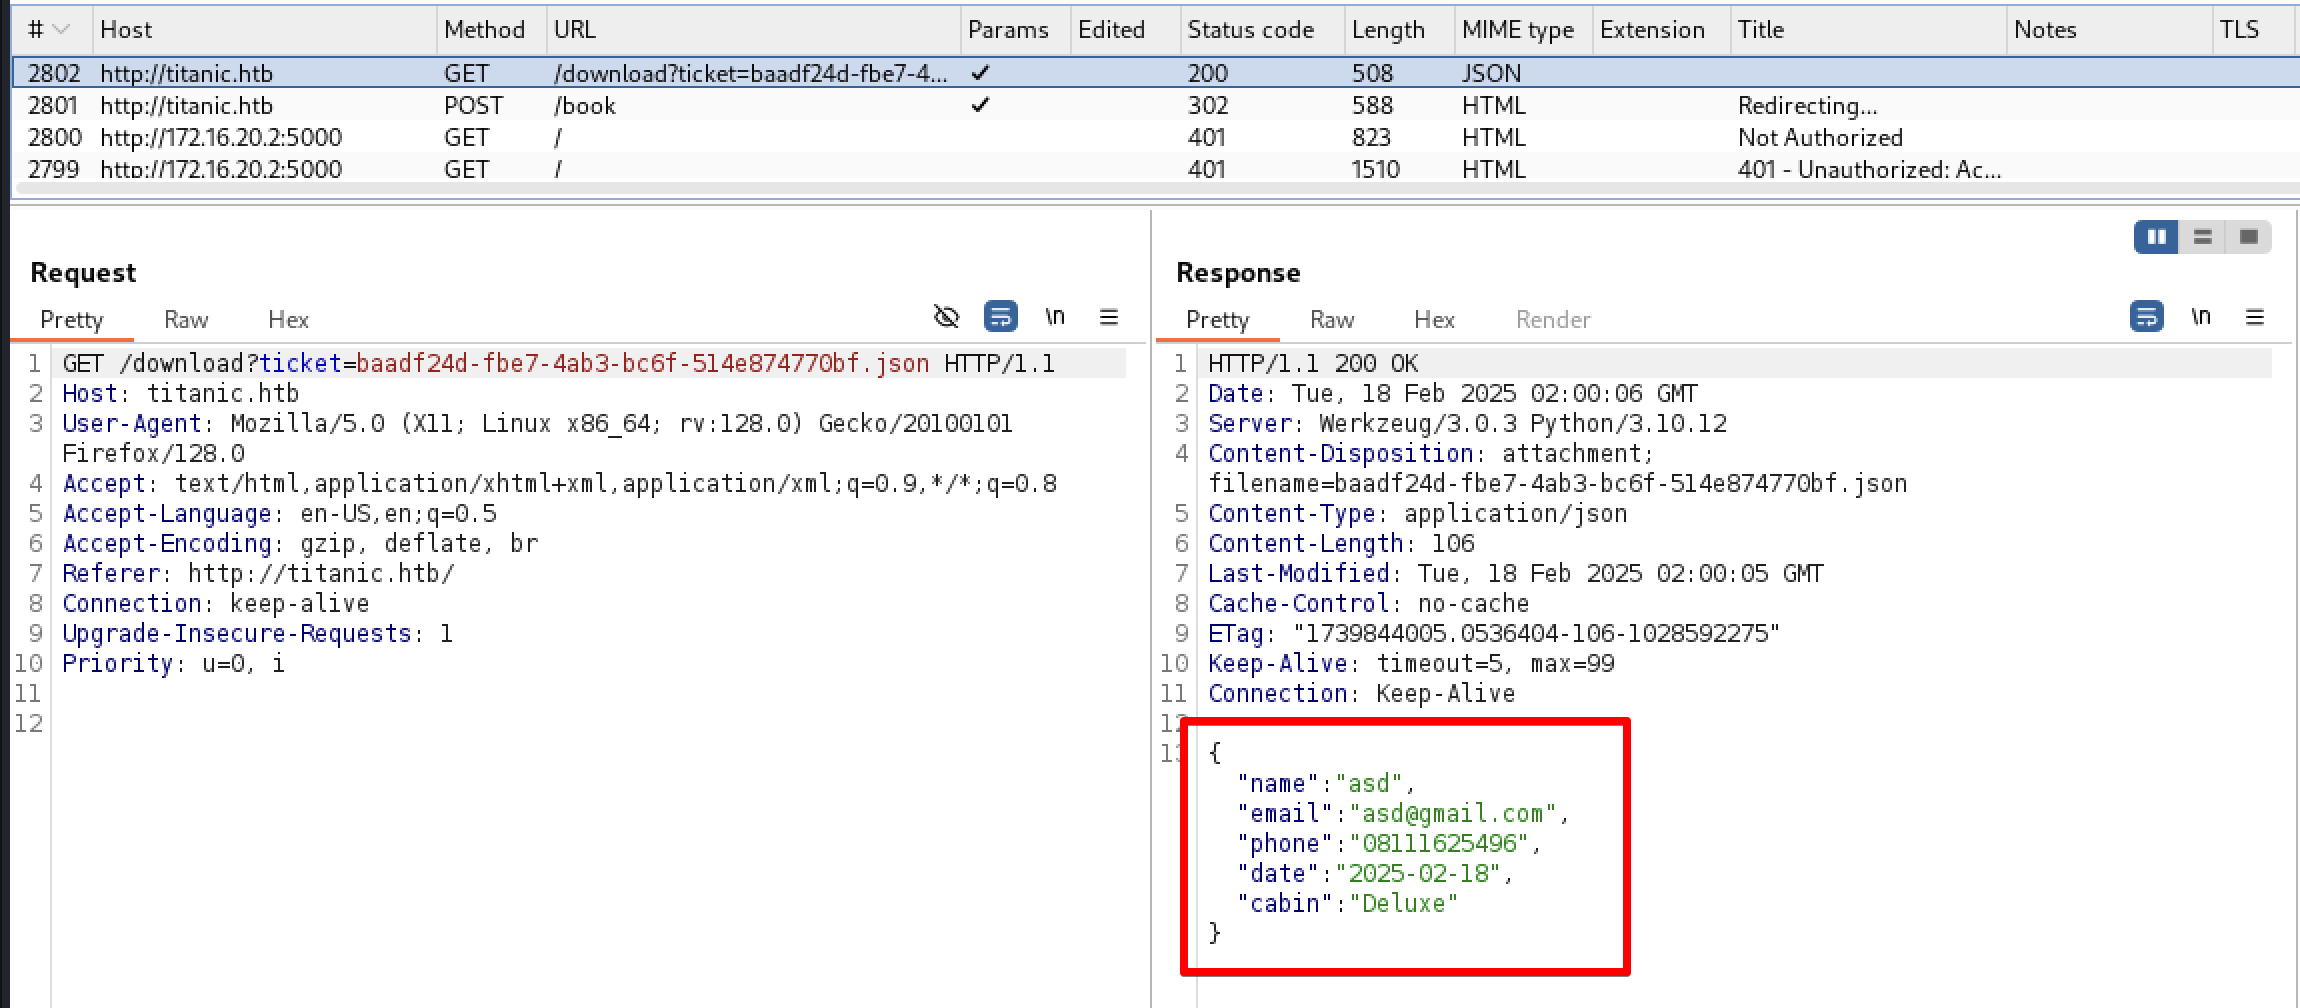 # Host Method URL Params Edited Status code Length MIME type Extension Title Notes TLS
2802 http://titanic.htb GET /download?ticket=baadf24d-fbe7-4... ✓ 200 508 JSON
2801 http://titanic.htb POST /book ✓ 302 588 HTML Redirecting...
2800 http://172.16.20.2:5000 GET / 401 823 HTML Not Authorized
2799 http://172.16.20.2:5000 GET / 401 1510 HTML 401 - Unauthorized: Ac...
Request
Pretty Raw Hex \n
1 GET /download?ticket=baadf24d-fbe7-4ab3-bc6f-514e874770bf.json HTTP/1.1
2 Host: titanic.htb
3 User-Agent: Mozilla/5.0 (X11; Linux x86_64; rv:128.0) Gecko/20100101
Firefox/128.0
4 Accept: text/html,application/xhtml+xml,application/xml;q=0.9,*/*;q=0.8
5 Accept-Language: en-US,en;q=0.5
6 Accept-Encoding: gzip, deflate, br
7 Referer: http://titanic.htb/
8 Connection: keep-alive
9 Upgrade-Insecure-Requests: 1
10 Priority: u=0, i
11
12
Response
Pretty Raw Hex Render \n
1 HTTP/1.1 200 OK
2 Date: Tue, 18 Feb 2025 02:00:06 GMT
3 Server: Werkzeug/3.0.3 Python/3.10.12
4 Content-Disposition: attachment;
filename=baadf24d-fbe7-4ab3-bc6f-514e874770bf.json
5 Content-Type: application/json
6 Content-Length: 106
7 Last-Modified: Tue, 18 Feb 2025 02:00:05 GMT
8 Cache-Control: no-cache
9 ETag: "1739844005.0536404-106-1028592275"
10 Keep-Alive: timeout=5, max=99
11 Connection: Keep-Alive
12
13 {
"name":"asd",
"email":"asd@gmail.com",
"phone":"08111625496",
"date":"2025-02-18",
"cabin":"Deluxe"
}